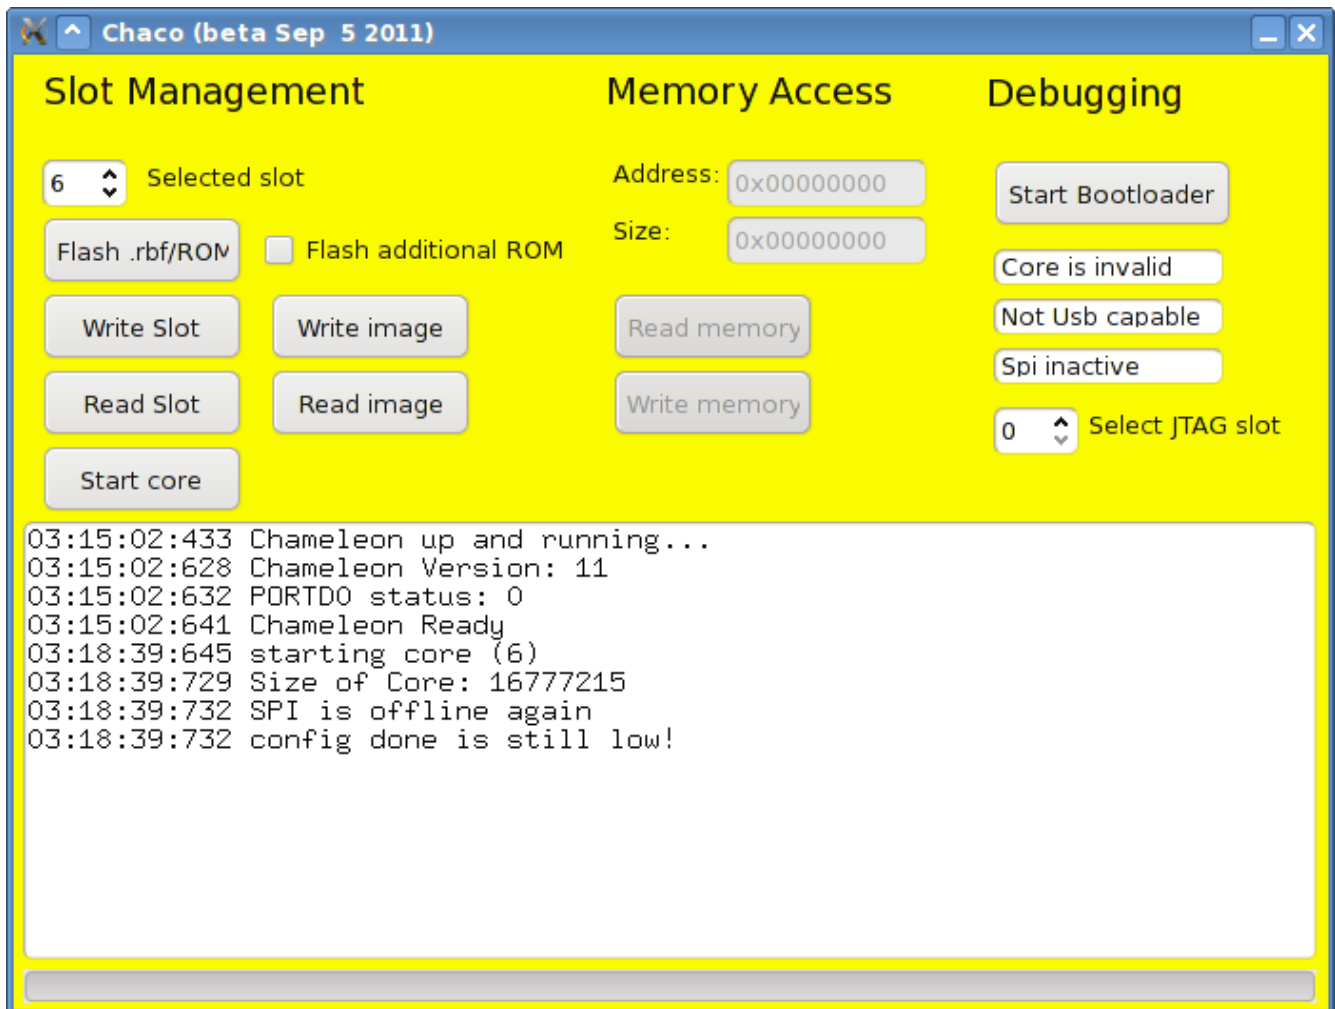 Chaco (beta Sep  5 2011)
Slot Management
Memory Access
Debugging
6
Selected slot
Address:
0x00000000
Start Bootloader
Flash .rbf/ROM
Flash additional ROM
Size:
0x00000000
Core is invalid
Write Slot
Write image
Read memory
Not Usb capable
Spi inactive
Read Slot
Read image
Write memory
0
Select JTAG slot
Start core
03:15:02:433 Chameleon up and running...
03:15:02:628 Chameleon Version: 11
03:15:02:632 PORTDO status: 0
03:15:02:641 Chameleon Ready
03:18:39:645 starting core (6)
03:18:39:729 Size of Core: 16777215
03:18:39:732 SPI is offline again
03:18:39:732 config done is still low!